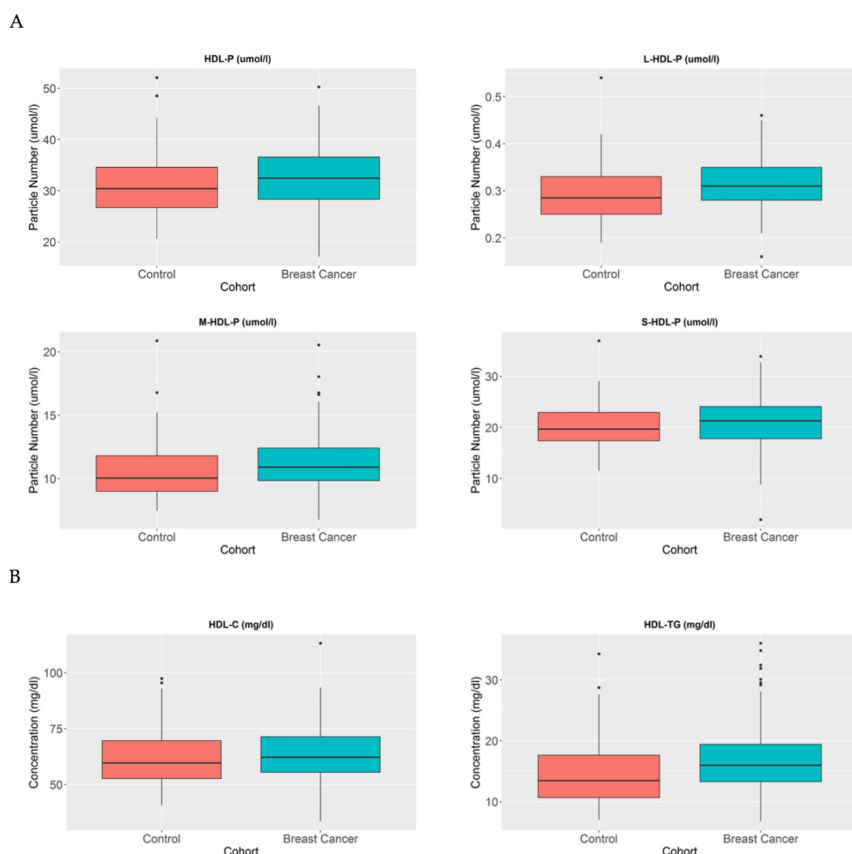 A
HDL-P (umol/l)
Particle Number (umol/l)
50
40
30
20
Control Breast Cancer
Cohort
L-HDL-P (umol/l)
Particle Number (umol/l)
0.5
0.4
0.3
0.2
Control Breast Cancer
Cohort
M-HDL-P (umol/l)
Particle Number (umol/l)
20
15
10
Control Breast Cancer
Cohort
S-HDL-P (umol/l)
Particle Number (umol/l)
30
20
10
Control Breast Cancer
Cohort
B
HDL-C (mg/dl)
Concentration (mg/dl)
100
75
50
Control Breast Cancer
Cohort
HDL-TG (mg/dl)
Concentration (mg/dl)
30
20
10
Control Breast Cancer
Cohort